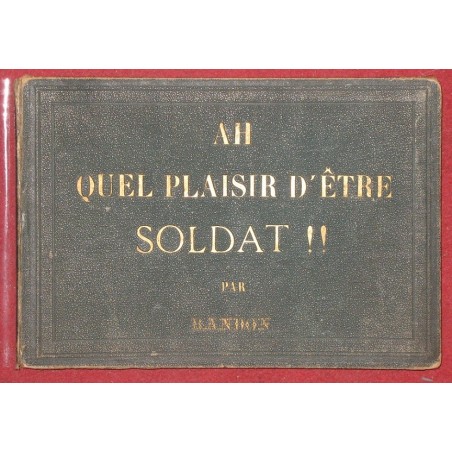 AH
QUEL PLAISIR D'ÊTRE
SOLDAT !!
PAR
RANDON